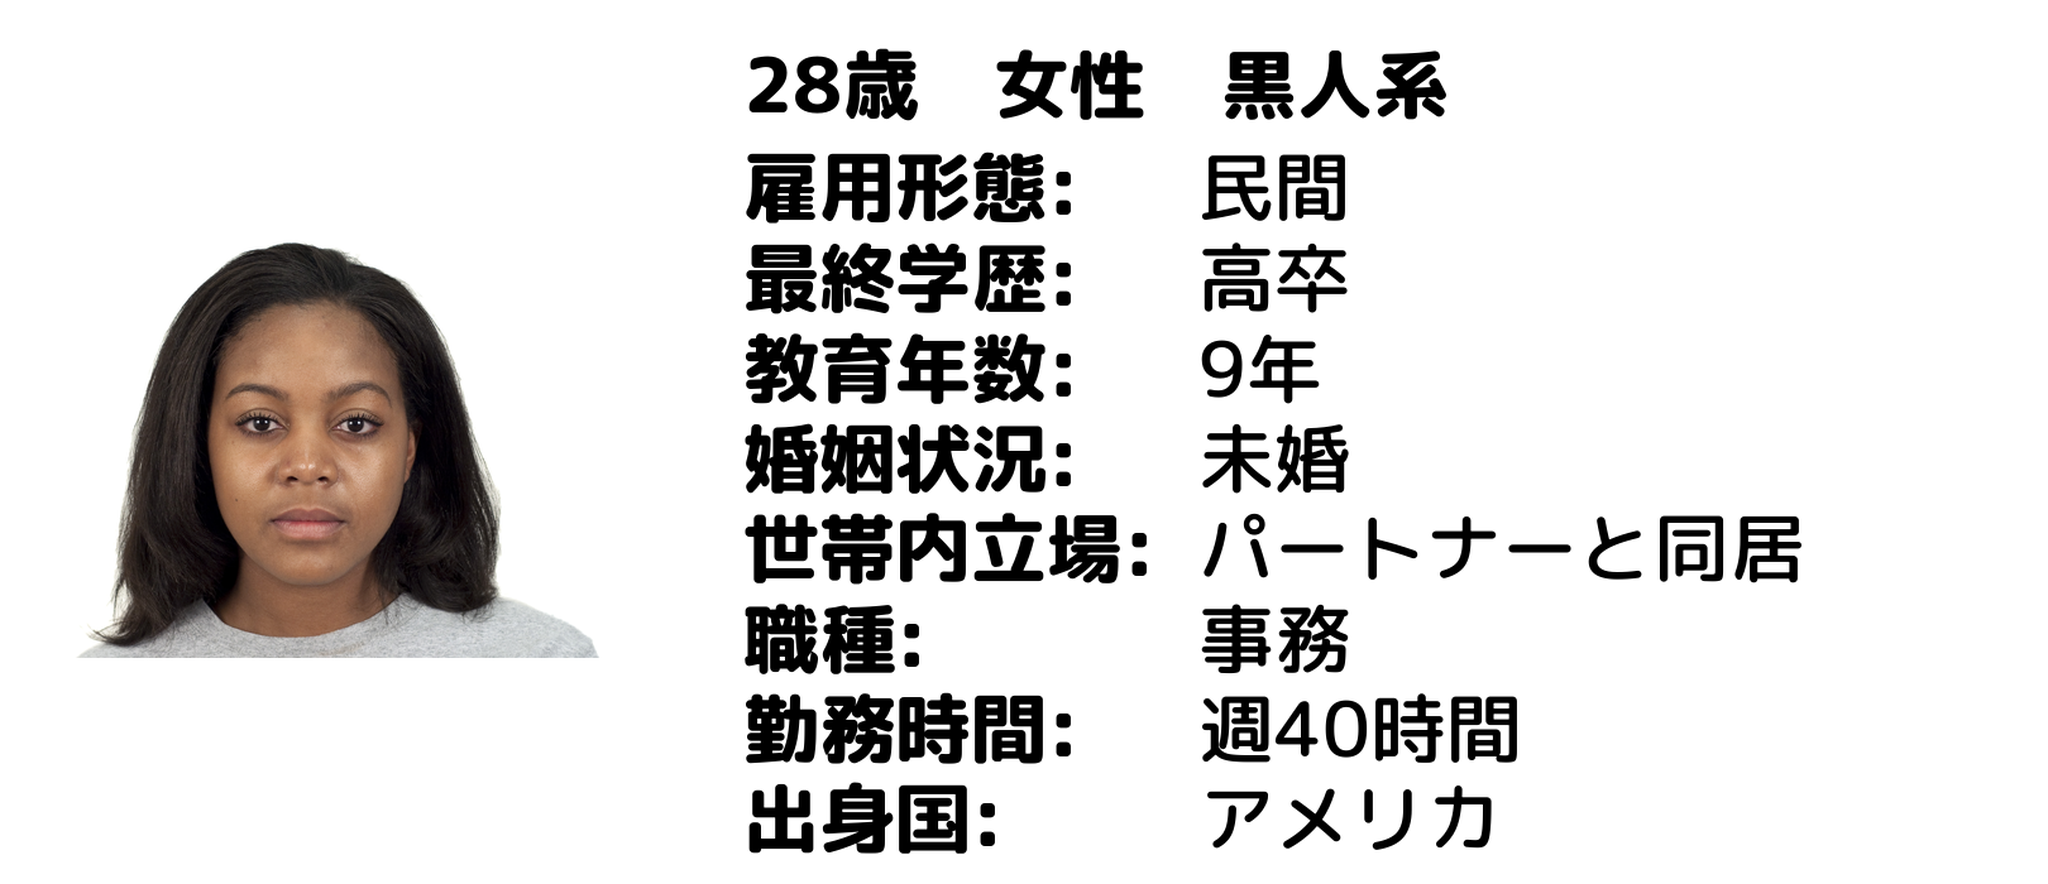 28歳　女性　黒人系
雇用形態:　民間
最終学歴:　高卒
教育年数:　9年
婚姻状況:　未婚
世帯内立場:　パートナーと同居
職種:　事務
勤務時間:　週40時間
出身国:　アメリカ